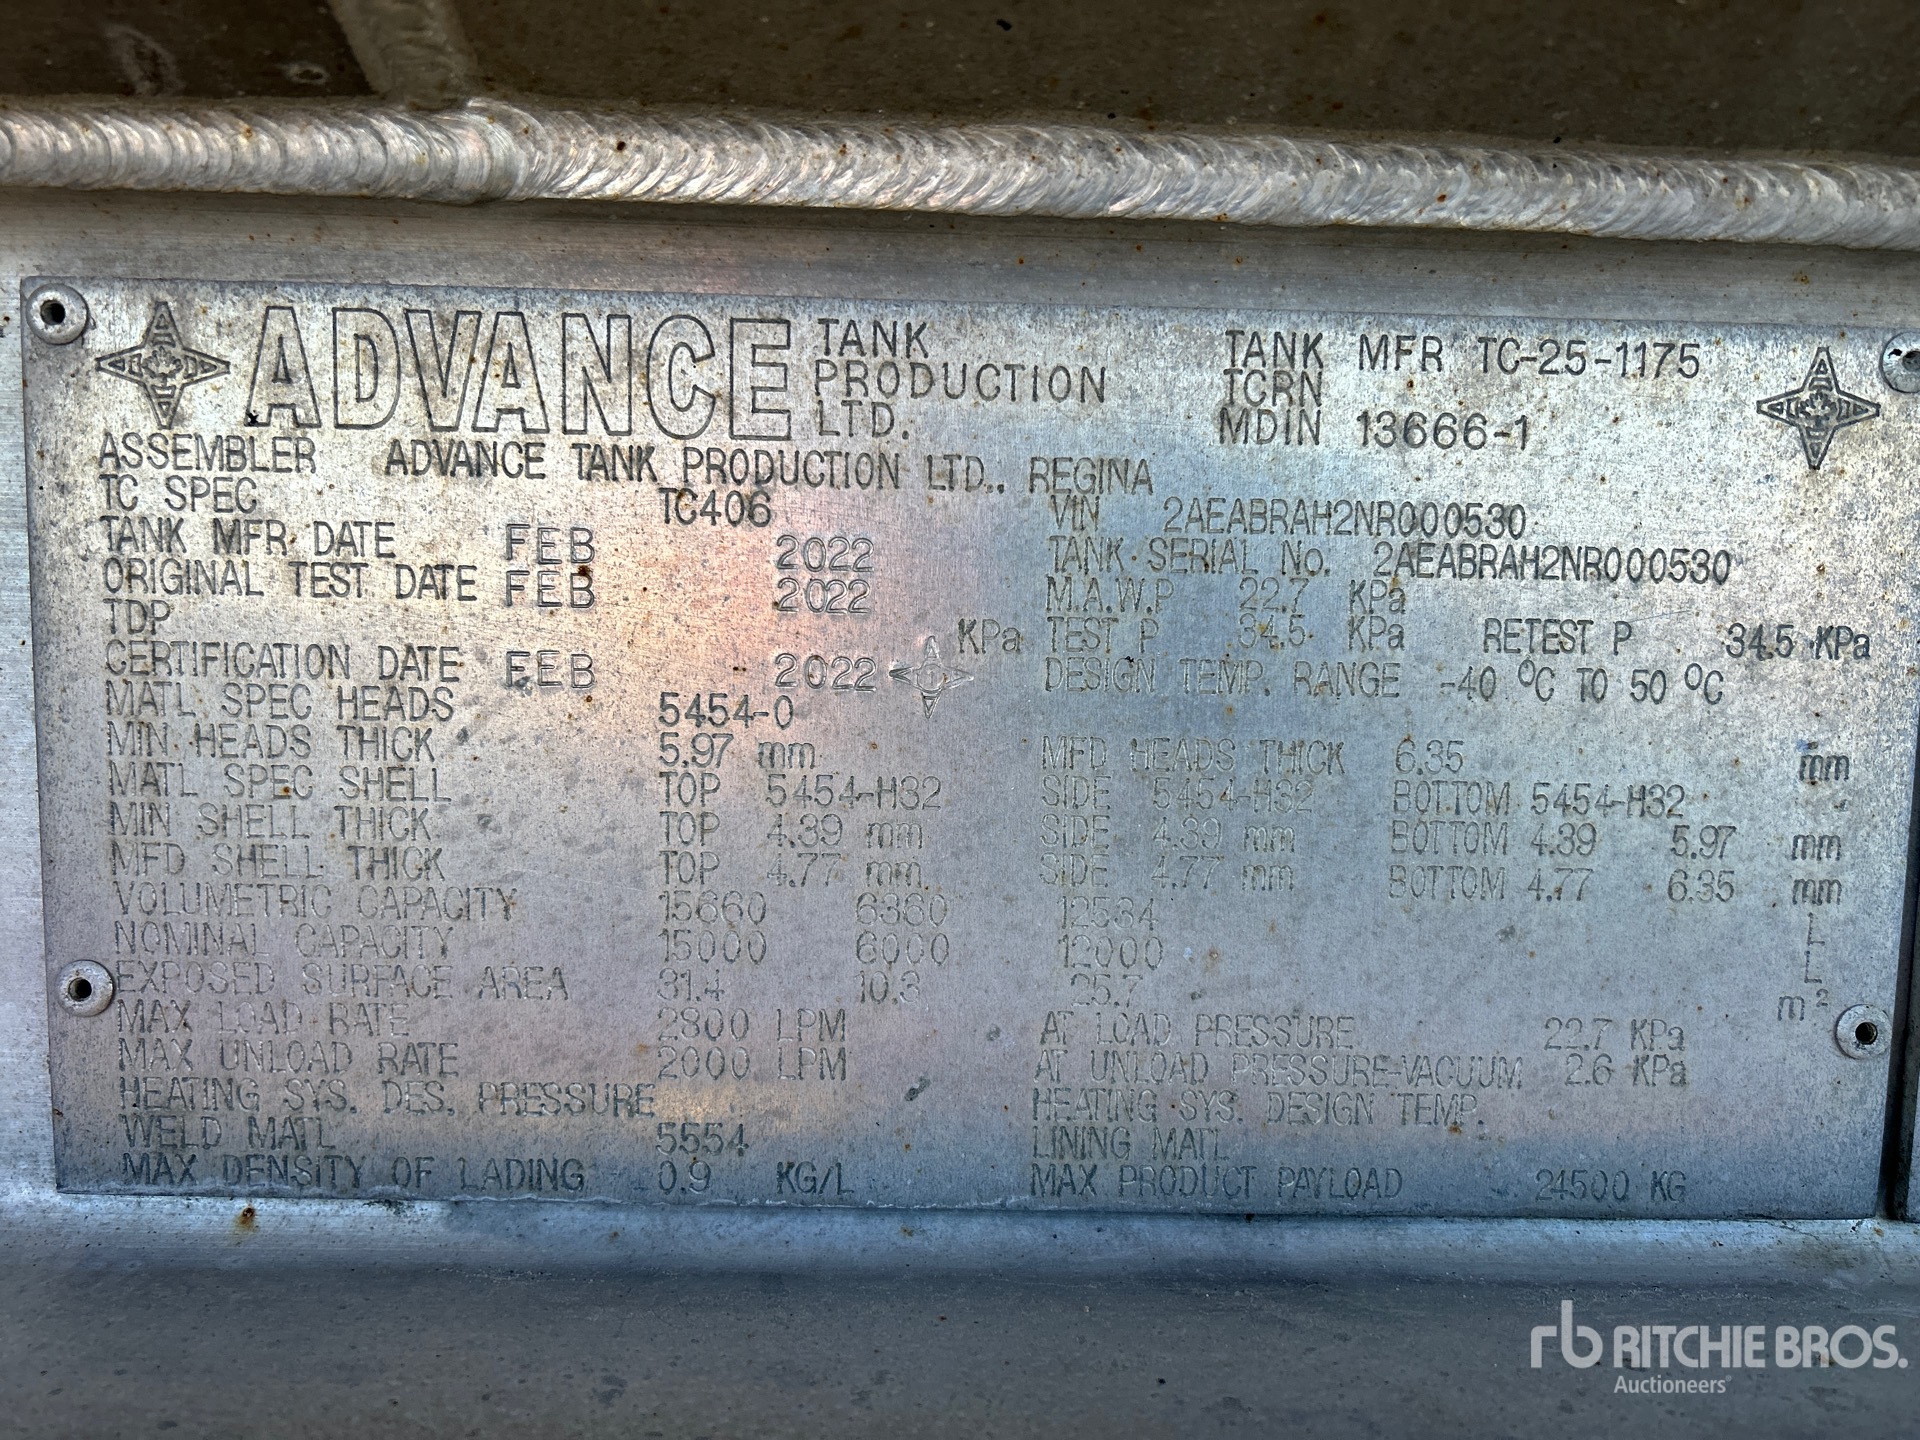 ADVANCE TANK PRODUCTION LTD.
TANK MFR TC-25-1175
TCRN
MDIN 13666-1
ASSEMBLER ADVANCE TANK PRODUCTION LTD., REGINA
TC SPEC TC406 VIN 2AEABRAH2NR000530
TANK MFR DATE FEB 2022 TANK SERIAL No. 2AEABRAH2NR000530
ORIGINAL TEST DATE FEB 2022 M.A.W.P 22.7 KPa
TDP KPa TEST P 34.5 KPa RETEST P 34.5 KPa
CERTIFICATION DATE FEB 2022 1 DESIGN TEMP. RANGE -40 °C TO 50 °C
MATL SPEC HEADS 5454-0
MIN HEADS THICK 5.97 mm MFD HEADS THICK 6.35 mm
MATL SPEC SHELL TOP 5454-H32 SIDE 5454-H32 BOTTOM 5454-H32
MIN SHELL THICK. TOP 4.39 mm SIDE 4.39 mm BOTTOM 4.39 5.97 mm
MFD SHELL THICK TOP 4.77 mm SIDE 4.77 mm BOTTOM 4.77 6.35 mm
VOLUMETRIC CAPACITY 15660 6360 12534 L
NOMINAL CAPACITY 15000 6000 12000 L
EXPOSED SURFACE AREA 31.4 10.3 25.7 m²
MAX LOAD RATE 2800 LPM AT LOAD PRESSURE 22.7 KPa
MAX UNLOAD RATE 2000 LPM AT UNLOAD PRESSURE-VACUUM 2.6 KPa
HEATING SYS. DES. PRESSURE HEATING SYS. DESIGN TEMP.
WELD MATL 5554 LINING MATL
MAX DENSITY OF LADING 0.9 KG/L MAX PRODUCT PAYLOAD 24500 KG
rb RITCHIE BROS.
Auctioneers